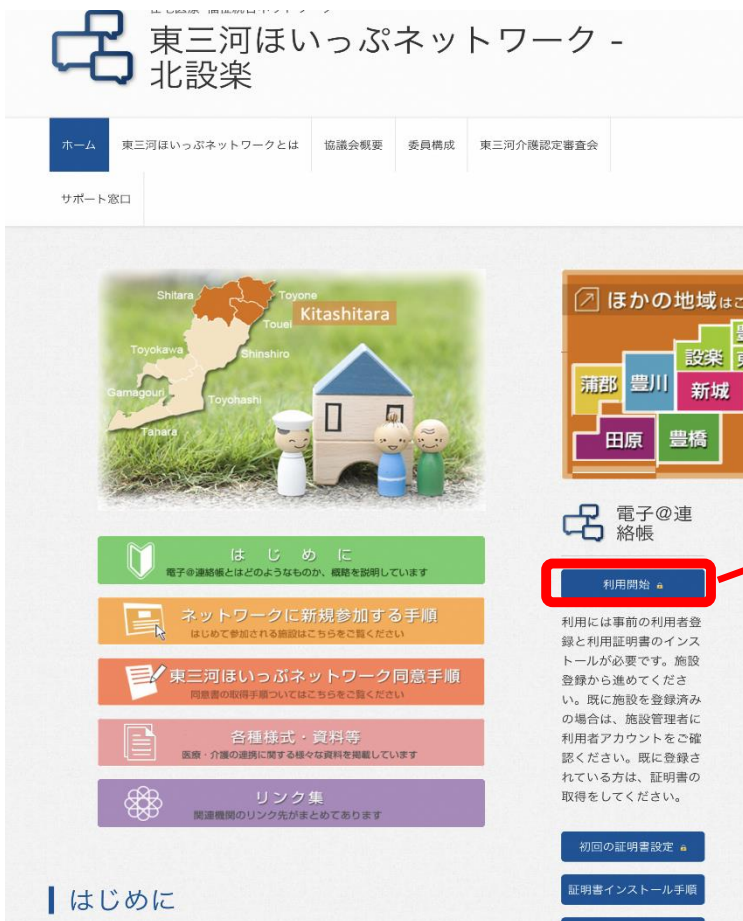 東三河ほいっぷネットワーク -
北設楽
ホーム
東三河ほいっぷネットワークとは
協議会概要
委員構成
東三河介護認定審査会
サポート窓口
Shitara
Toyone
Kitashitara
Touei
Toyokawa
Shinshiro
Gamagouri
Toyohashi
Tahara
ほかの地域はこ
設楽
蒲郡
豊川
新城
田原
豊橋
電子@連
絡帳
利用開始
利用には事前の利用者登
録と利用証明書のインス
トールが必要です。施設
登録から進めてくださ
い。既に施設を登録済み
の場合は、施設管理者に
利用者アカウントをご確
認ください。既に登録さ
れている方は、証明書の
取得をしてください。
初回の証明書設定
証明書インストール手順
はじめに
電子@連絡帳とはどのようなものか、概略を説明しています
ネットワークに新規参加する手順
はじめて参加される施設はこちらをご覧ください
東三河ほいっぷネットワーク同意手順
同意書の取得手順についてはこちらをご覧ください
各種様式・資料等
医療・介護の連携に関する様々な資料を掲載しています
リンク集
関連機関のリンク先がまとめてあります
はじめに